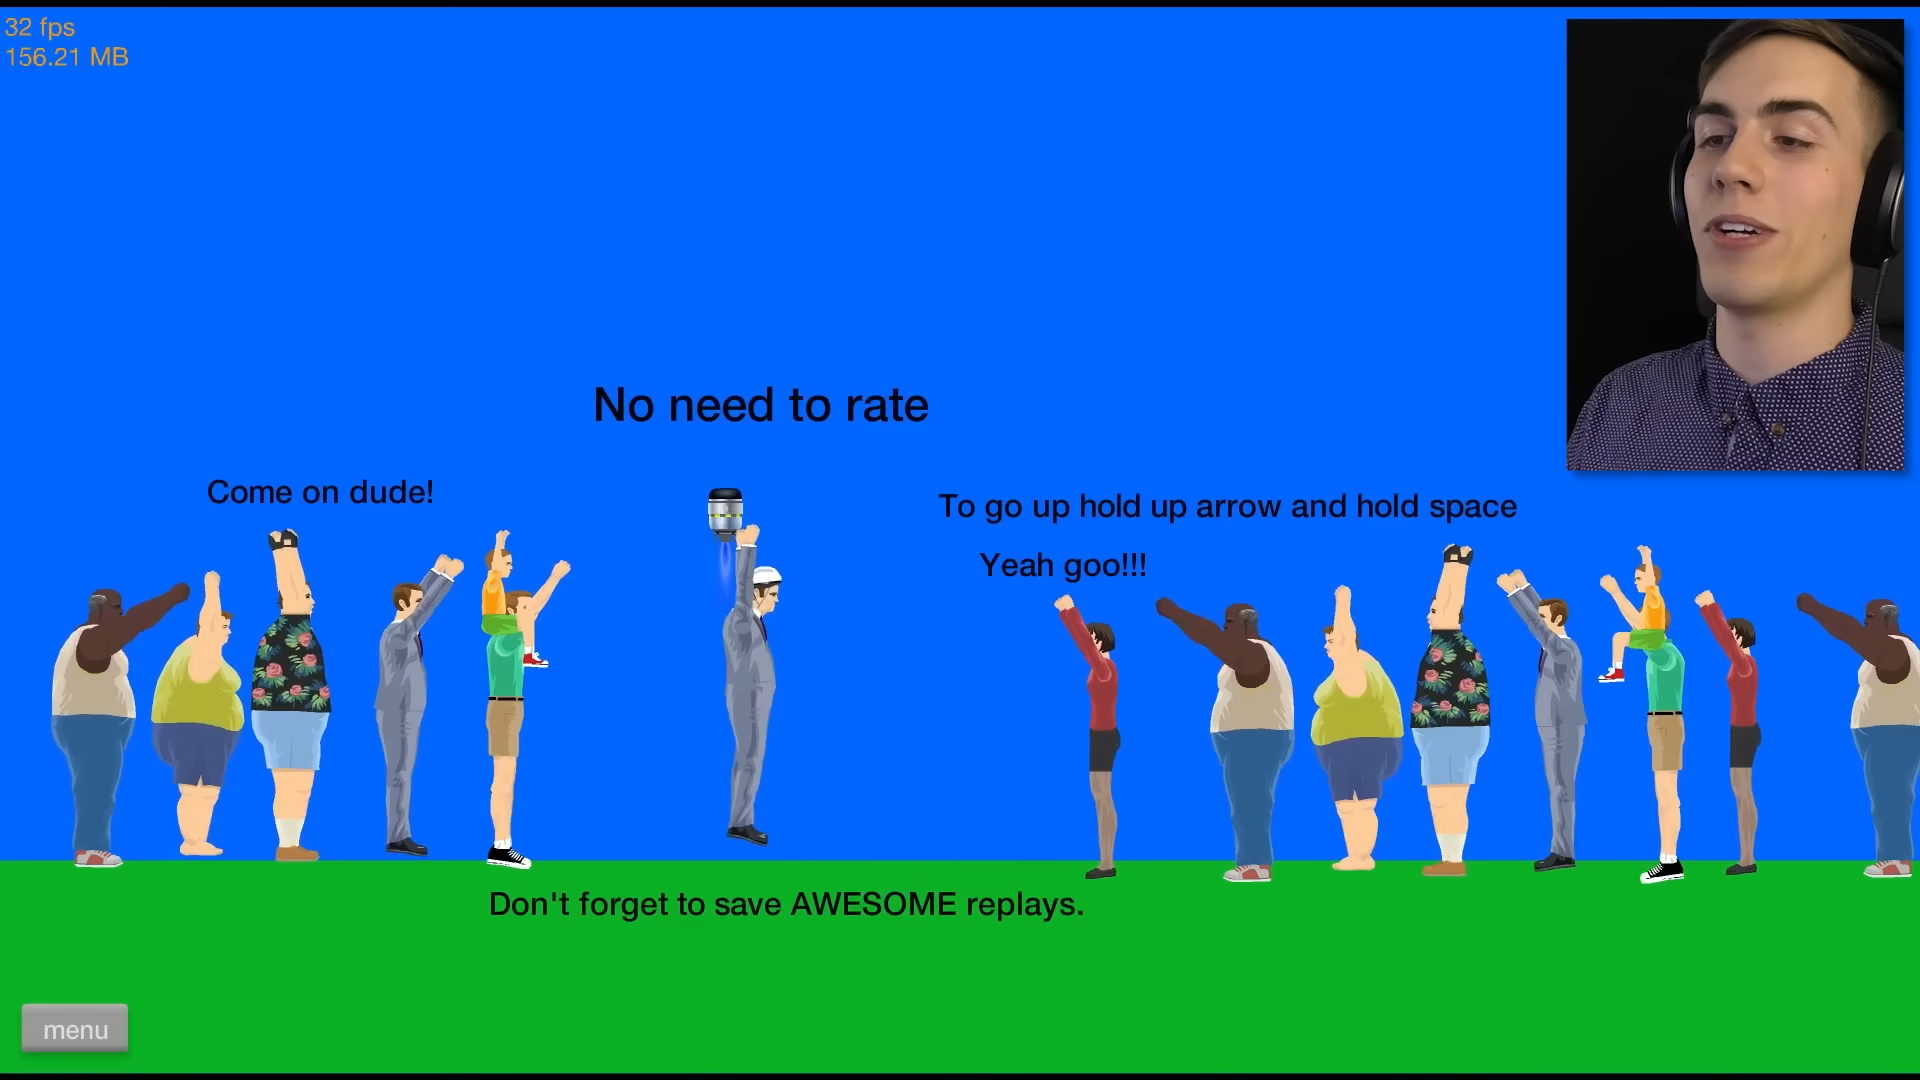 32 fps
156.21 MB
No need to rate
Come on dude!
To go up hold up arrow and hold space
Yeah goo!!!
Don't forget to save AWESOME replays.
menu